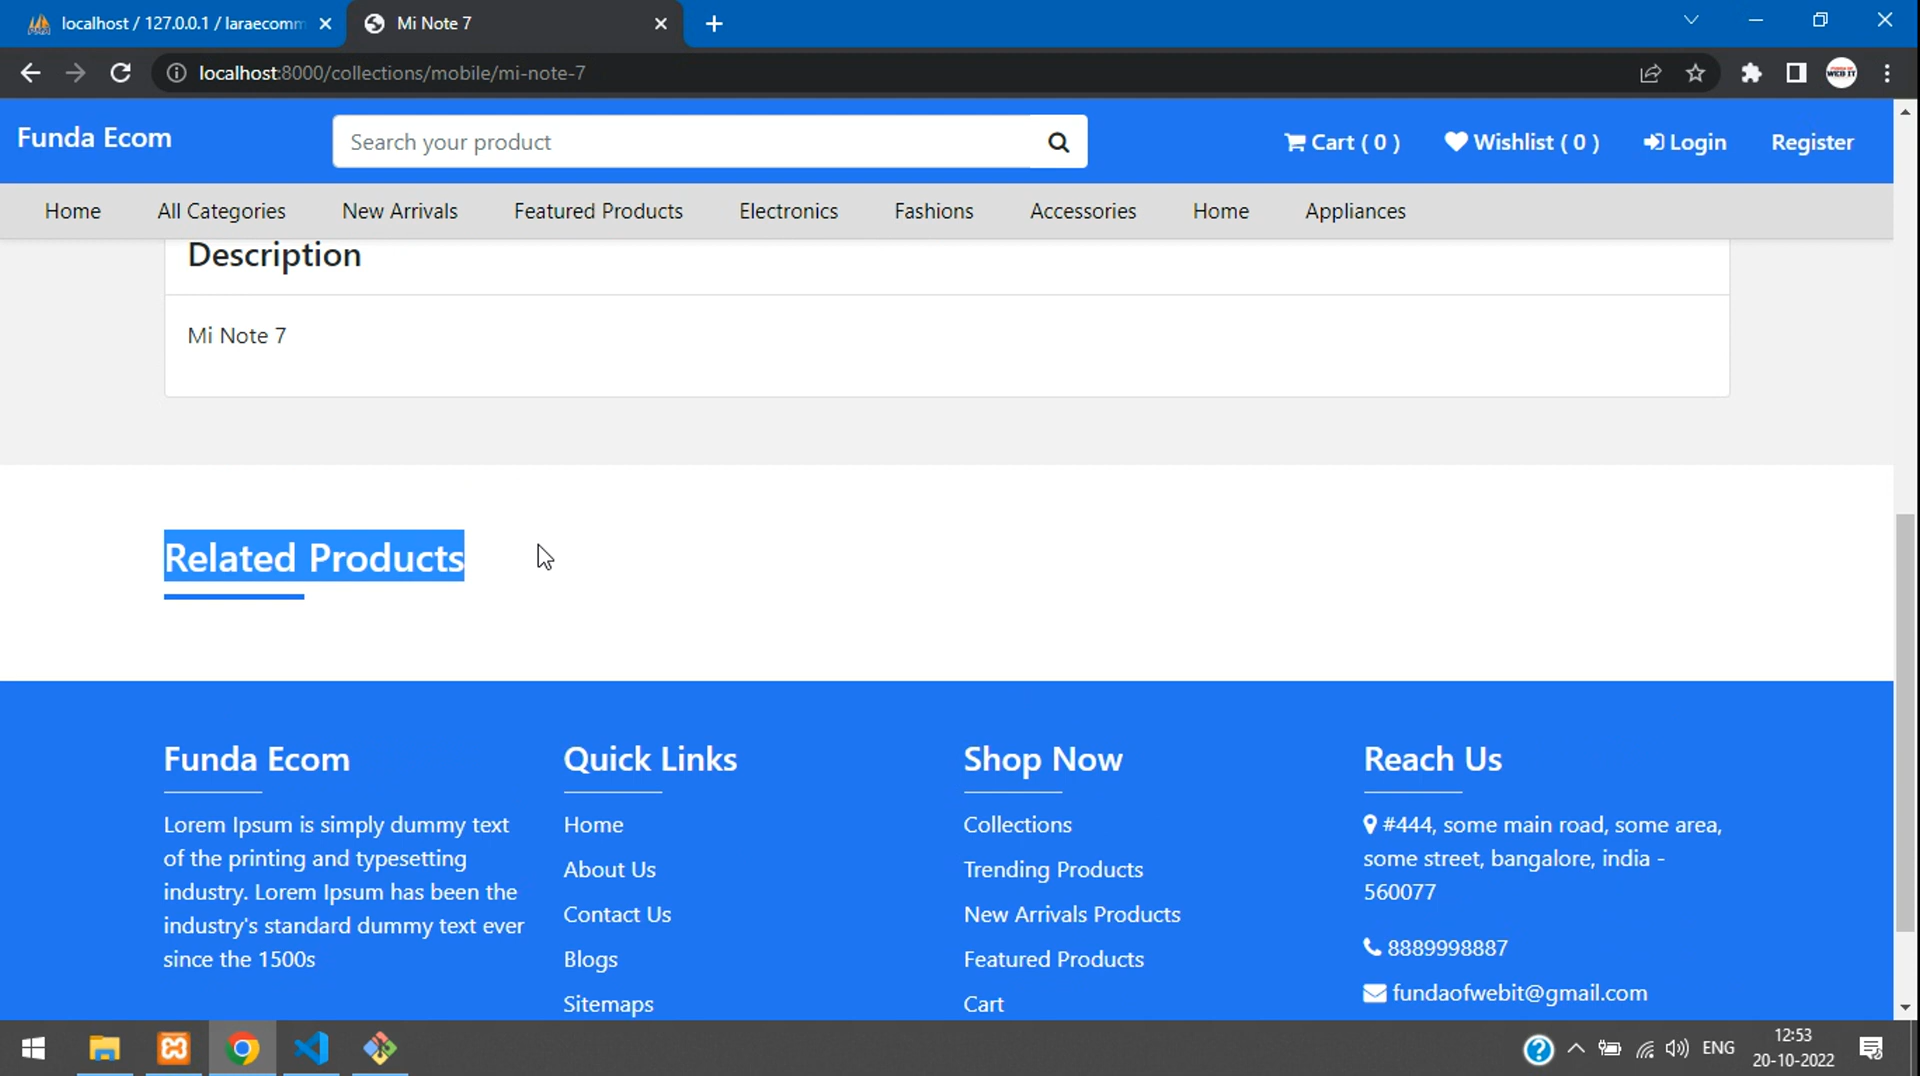 localhost / 127.0.0.1 / laraecomm
Mi Note 7
localhost:8000/collections/mobile/mi-note-7
WEB IT
Funda Ecom
Search your product
Cart ( 0 )
Wishlist ( 0 )
Login
Register
Home
All Categories
New Arrivals
Featured Products
Electronics
Fashions
Accessories
Home
Appliances
Description
Mi Note 7
Related Products
Funda Ecom
Lorem Ipsum is simply dummy text
of the printing and typesetting
industry. Lorem Ipsum has been the
industry's standard dummy text ever
since the 1500s
Quick Links
Home
About Us
Contact Us
Blogs
Sitemaps
Shop Now
Collections
Trending Products
New Arrivals Products
Featured Products
Cart
Reach Us
#444, some main road, some area,
some street, bangalore, india -
560077
8889998887
fundaofwebit@gmail.com
ENG
12:53
20-10-2022